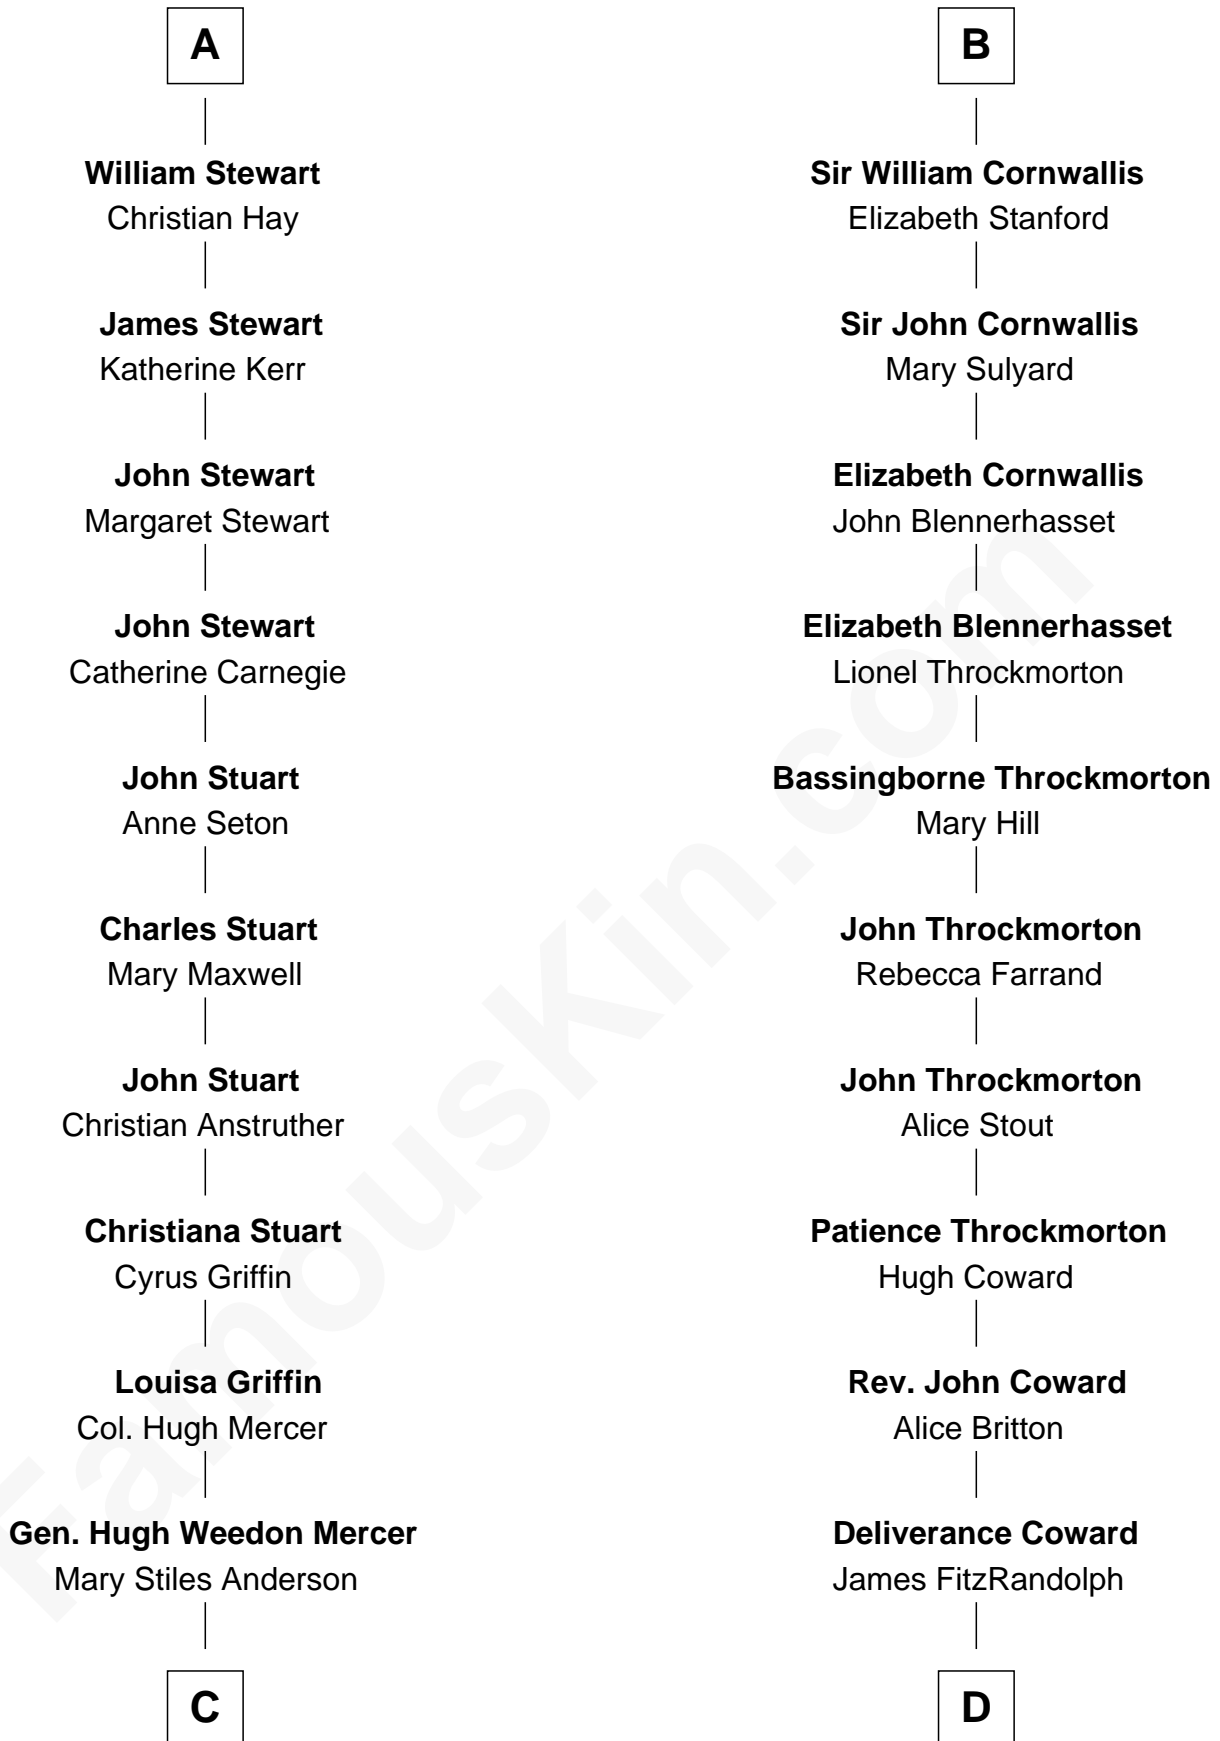 A
William Stewart
Christian Hay
James Stewart
Katherine Kerr
John Stewart
Margaret Stewart
John Stewart
Catherine Carnegie
John Stuart
Anne Seton
Charles Stuart
Mary Maxwell
John Stuart
Christian Anstruther
Christiana Stuart
Cyrus Griffin
Louisa Griffin
Col. Hugh Mercer
Gen. Hugh Weedon Mercer
Mary Stiles Anderson
C
B
Sir William Cornwallis
Elizabeth Stanford
Sir John Cornwallis
Mary Sulyard
Elizabeth Cornwallis
John Blennerhasset
Elizabeth Blennerhasset
Lionel Throckmorton
Bassingborne Throckmorton
Mary Hill
John Throckmorton
Rebecca Farrand
John Throckmorton
Alice Stout
Patience Throckmorton
Hugh Coward
Rev. John Coward
Alice Britton
Deliverance Coward
James FitzRandolph
D
FamousKin.com